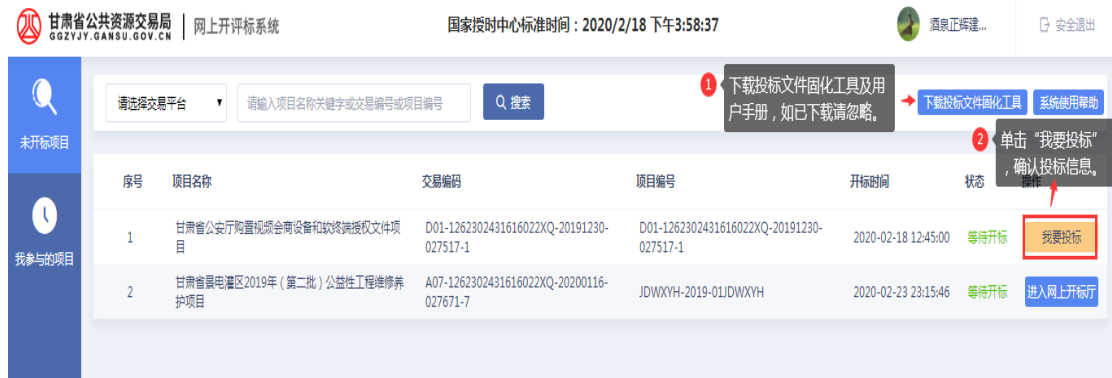 甘肃省公共资源交易局
GGZYJY.GANSU.GOV.CN
网上开评标系统
国家授时中心标准时间：2020/2/18 下午3:58:37
酒泉正辉建...
安全退出
未开标项目
我参与的项目
请选择交易平台
请输入项目名称关键字或交易编号或项目编号
搜索
1
下载投标文件固化工具及用
户手册，如已下载请忽略。
下载投标文件固化工具
系统使用帮助
2
单击“我要投标”
，确认投标信息。
序号 项目名称 交易编码 项目编号 开标时间 状态 操作
1
甘肃省公安厅购置视频会商设备和软终端授权文件项
目
D01-1262302431616022XQ-20191230-
027517-1
D01-1262302431616022XQ-20191230-
027517-1
2020-02-18 12:45:00
等待开标
我要投标
2
甘肃省景电灌区2019年（第二批）公益性工程维修养
护项目
A07-1262302431616022XQ-20200116-
027671-7
JDWXYH-2019-01JDWXYH
2020-02-23 23:15:46
等待开标
进入网上开标厅